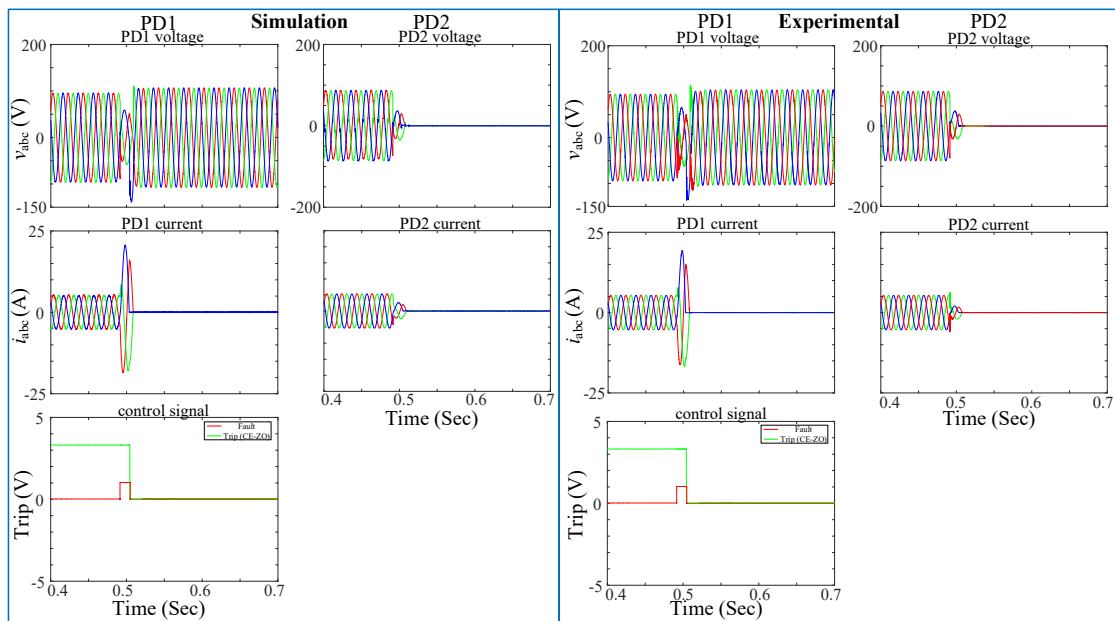 PD1 Simulation PD2
PD1 voltage PD2 voltage
200 200
100
0 0
v_abc (V)
-150 -200
PD1 current PD2 current
25
0
i_abc (A)
-25
0.4 0.5 0.6 0.7
Time (Sec)
control signal
5
Fault
Trip (CE-ZO)
0
Trip (V)
-5
0.4 0.5 0.6 0.7
Time (Sec)
PD1 Experimental PD2
PD1 voltage PD2 voltage
200 200
100
0 0
v_abc (V)
-150 -200
PD1 current PD2 current
25
0
i_abc (A)
-25
0.4 0.5 0.6 0.7
Time (Sec)
control signal
5
Fault
Trip (CE-ZO)
0
Trip (V)
-5
0.4 0.5 0.6 0.7
Time (Sec)